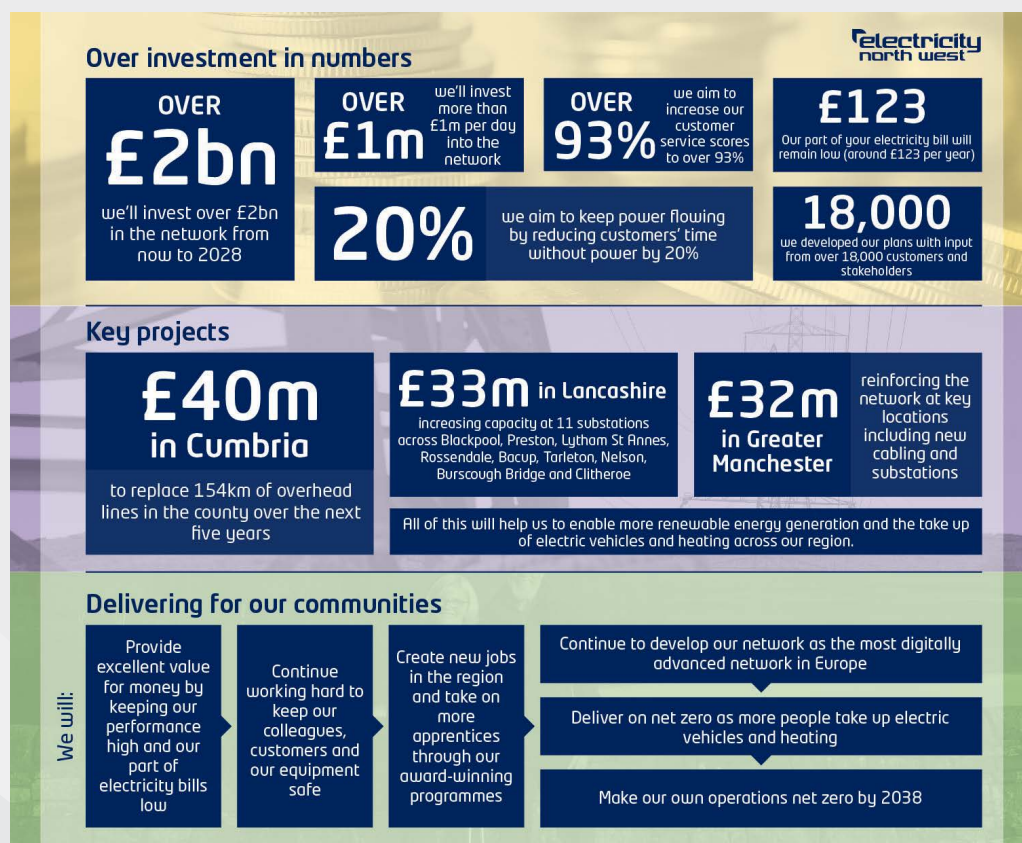 Over investment in numbers
electricity
north west
OVER
£2bn
we'll invest over £2bn
in the network from
now to 2028
OVER
£1m
we'll invest
more than
£1m per day
into the
network
OVER
93%
we aim to
increase our
customer
service scores
to over 93%
£123
Our part of your electricity bill will
remain low (around £123 per year)
20%
we aim to keep power flowing
by reducing customers' time
without power by 20%
18,000
we developed our plans with input
from over 18,000 customers and
stakeholders
Key projects
£40m
in Cumbria
to replace 154km of overhead
lines in the county over the next
five years
£33m in Lancashire
increasing capacity at 11 substations
across Blackpool, Preston, Lytham St Annes,
Rossendale, Bacup, Tarleton, Nelson,
Burscough Bridge and Clitheroe
£32m
in Greater
Manchester
reinforcing the
network at key
locations
including new
cabling and
substations
All of this will help us to enable more renewable energy generation and the take up
of electric vehicles and heating across our region.
Delivering for our communities
We will:
Provide
excellent value
for money by
keeping our
performance
high and our
part of
electricity bills
low
Continue
working hard to
keep our
colleagues,
customers and
our equipment
safe
Create new jobs
in the region
and take on
more
apprentices
through our
award-winning
programmes
Continue to develop our network as the most digitally
advanced network in Europe
Deliver on net zero as more people take up electric
vehicles and heating
Make our own operations net zero by 2038